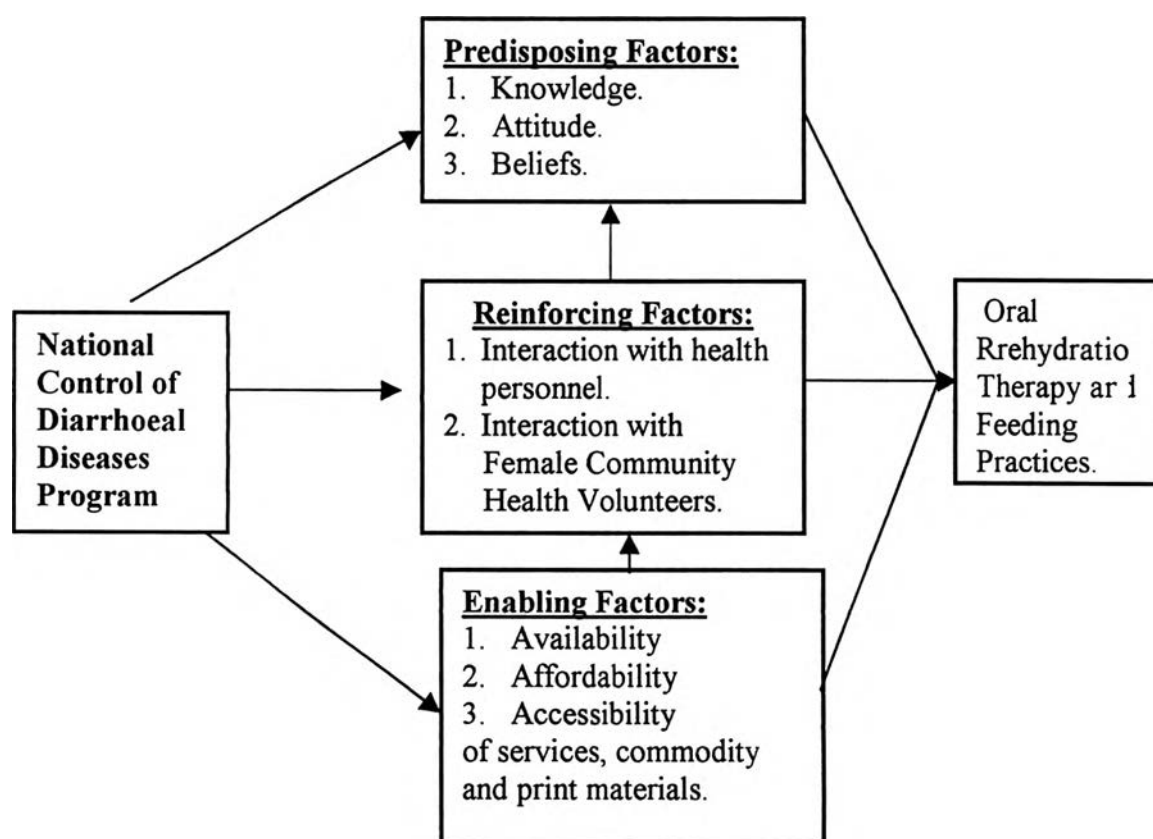 Predisposing Factors:
1. Knowledge.
2. Attitude.
3. Beliefs.
National
Control of
Diarrhoeal
Diseases
Program
Reinforcing Factors:
1. Interaction with health
personnel.
2. Interaction with
Female Community
Health Volunteers.
Oral
Rrehydratio
Therapy
Feeding
Practices.
Enabling Factors:
1. Availability
2. Affordability
3. Accessibility
of services, commodity
and print materials.